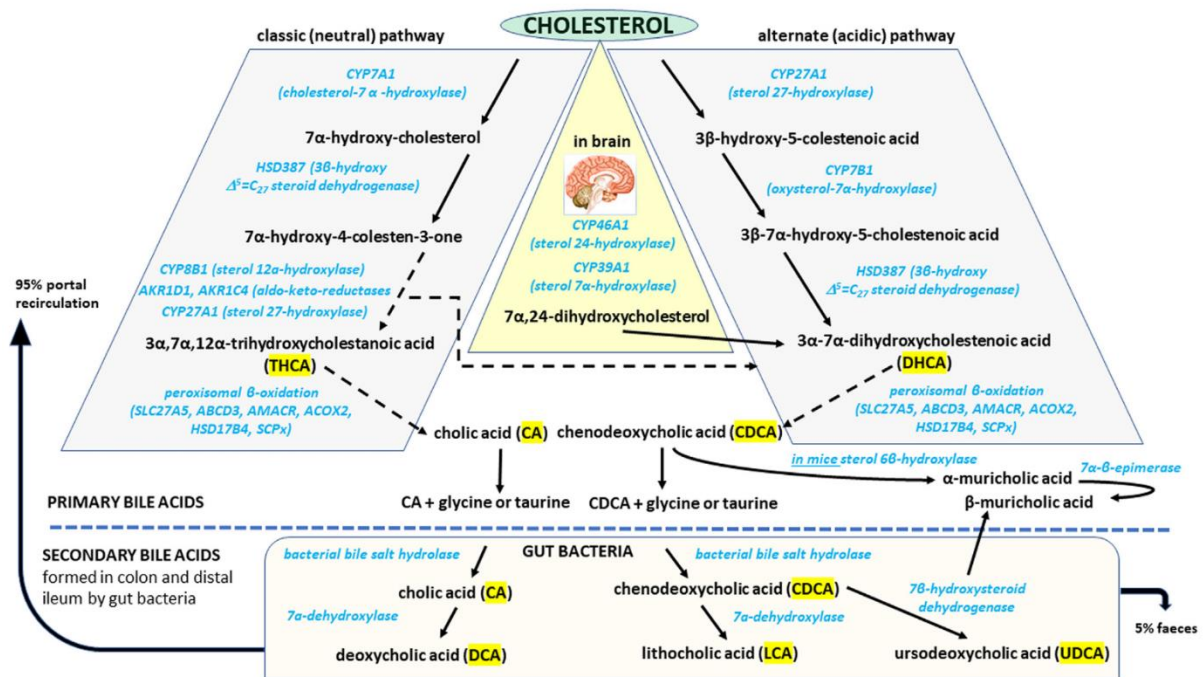 CHOLESTEROL
classic (neutral) pathway
alternate (acidic) pathway
CYP7A1
(cholesterol-7 α -hydroxylase)
7α-hydroxy-cholesterol
HSD387 (3β-hydroxy
Δ⁵=C₂₇ steroid dehydrogenase)
7α-hydroxy-4-colesten-3-one
CYP8B1 (sterol 12a-hydroxylase)
AKR1D1, AKR1C4 (aldo-keto-reductases
CYP27A1 (sterol 27-hydroxylase)
3α,7α,12α-trihydroxycholestanoic acid
(THCA)
peroxisomal β-oxidation
(SLC27A5, ABCD3, AMACR, ACOX2,
HSD17B4, SCPx)
in brain
CYP46A1
(sterol 24-hydroxylase)
CYP39A1
(sterol 7α-hydroxylase)
7α,24-dihydroxycholesterol
CYP27A1
(sterol 27-hydroxylase)
3β-hydroxy-5-colestenoic acid
CYP7B1
(oxysterol-7α-hydroxylase)
3β-7α-hydroxy-5-cholestenoic acid
HSD387 (3β-hydroxy
Δ⁵=C₂₇ steroid dehydrogenase)
3α-7α-dihydroxycholestenoic acid
(DHCA)
peroxisomal β-oxidation
(SLC27A5, ABCD3, AMACR, ACOX2,
HSD17B4, SCPx)
95% portal
recirculation
cholic acid (CA)
chenodeoxycholic acid (CDCA)
in mice sterol 6β-hydroxylase
α-muricholic acid
7α-β-epimerase
β-muricholic acid
CA + glycine or taurine
CDCA + glycine or taurine
PRIMARY BILE ACIDS
SECONDARY BILE ACIDS
formed in colon and distal
ileum by gut bacteria
GUT BACTERIA
bacterial bile salt hydrolase
bacterial bile salt hydrolase
cholic acid (CA)
chenodeoxycholic acid (CDCA)
7β-hydroxysteroid
dehydrogenase
7a-dehydroxylase
7a-dehydroxylase
deoxycholic acid (DCA)
lithocholic acid (LCA)
ursodeoxycholic acid (UDCA)
5% faeces